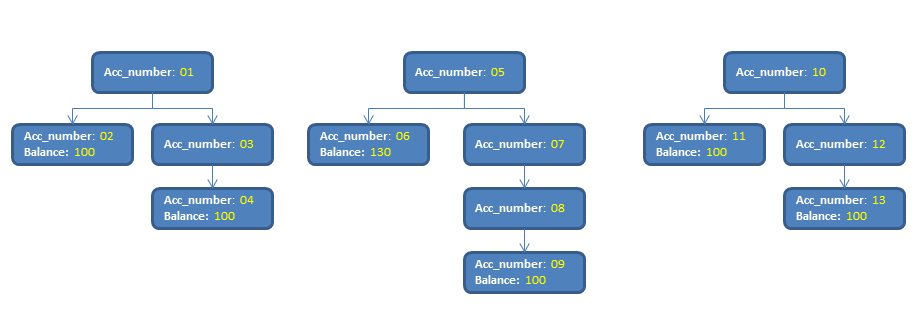 Acc_number: 01
Acc_number: 05
Acc_number: 10
Acc_number: 02
Balance: 100
Acc_number: 03
Acc_number: 06
Balance: 130
Acc_number: 07
Acc_number: 11
Balance: 100
Acc_number: 12
Acc_number: 04
Balance: 100
Acc_number: 08
Acc_number: 13
Balance: 100
Acc_number: 09
Balance: 100